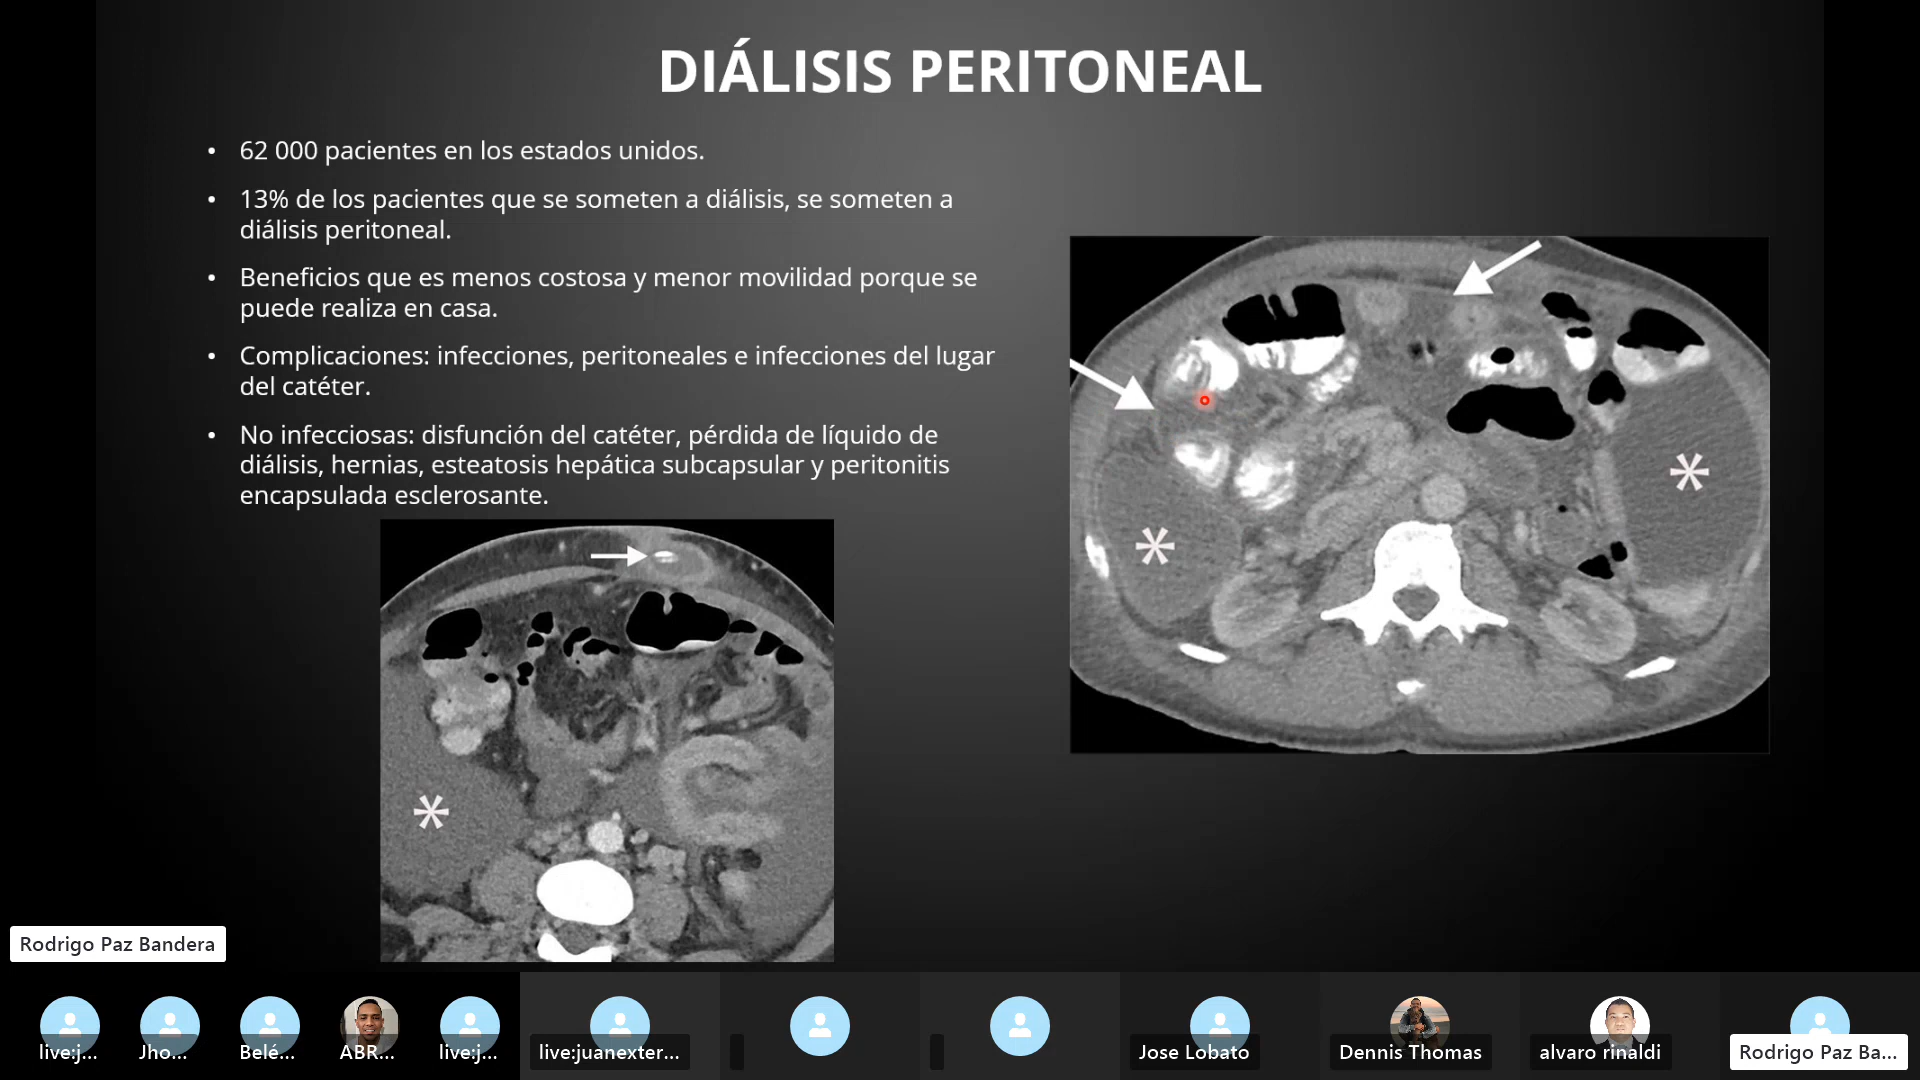 DIÁLISIS PERITONEAL
• 62 000 pacientes en los estados unidos.
• 13% de los pacientes que se someten a diálisis, se someten a
diálisis peritoneal.
• Beneficios que es menos costosa y menor movilidad porque se
puede realiza en casa.
• Complicaciones: infecciones, peritoneales e infecciones del lugar
del catéter.
• No infecciosas: disfunción del catéter, pérdida de líquido de
diálisis, hernias, esteatosis hepática subcapsular y peritonitis
encapsulada esclerosante.
*
*
*
Rodrigo Paz Bandera
live:j...
Jho...
Belé...
ABR...
live:j...
live:juanexter...
Jose Lobato
Dennis Thomas
alvaro rinaldi
Rodrigo Paz Ba...